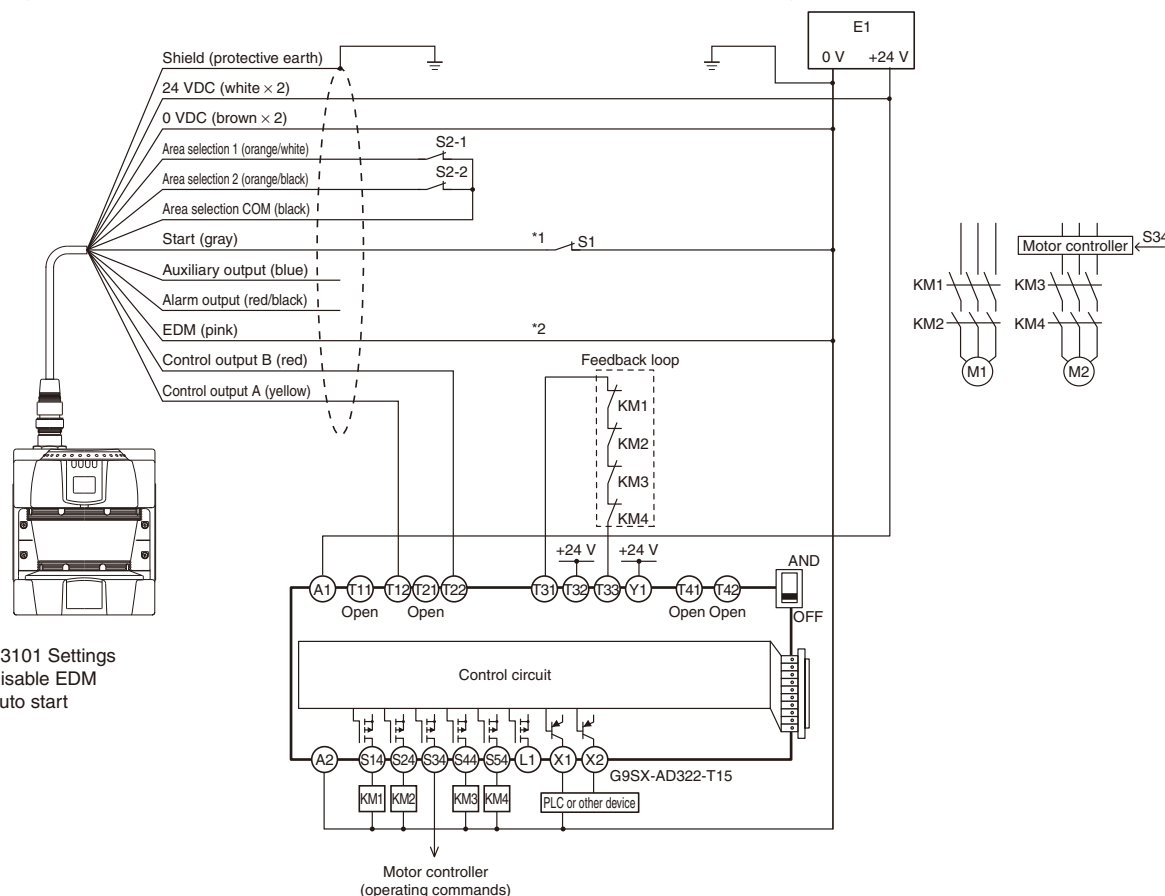 E1
0 V +24 V
Shield (protective earth)
24 VDC (white × 2)
0 VDC (brown × 2)
Area selection 1 (orange/white)
S2-1
Area selection 2 (orange/black)
S2-2
Area selection COM (black)
Start (gray)
*1
S1
Auxiliary output (blue)
Alarm output (red/black)
EDM (pink)
*2
Control output B (red)
Control output A (yellow)
Motor controller
S34
KM1
KM3
KM2
KM4
M1
M2
Feedback loop
KM1
KM2
KM3
KM4
+24 V
+24 V
AND
A1 T11 T12 T21 T22 T31 T32 T33 Y1 T41 T42
Open Open Open Open
OFF
3101 Settings
isable EDM
uto start
Control circuit
A2 S14 S24 S34 S44 S54 L1 X1 X2
G9SX-AD322-T15
KM1 KM2 KM3 KM4 PLC or other device
Motor controller
(operating commands)